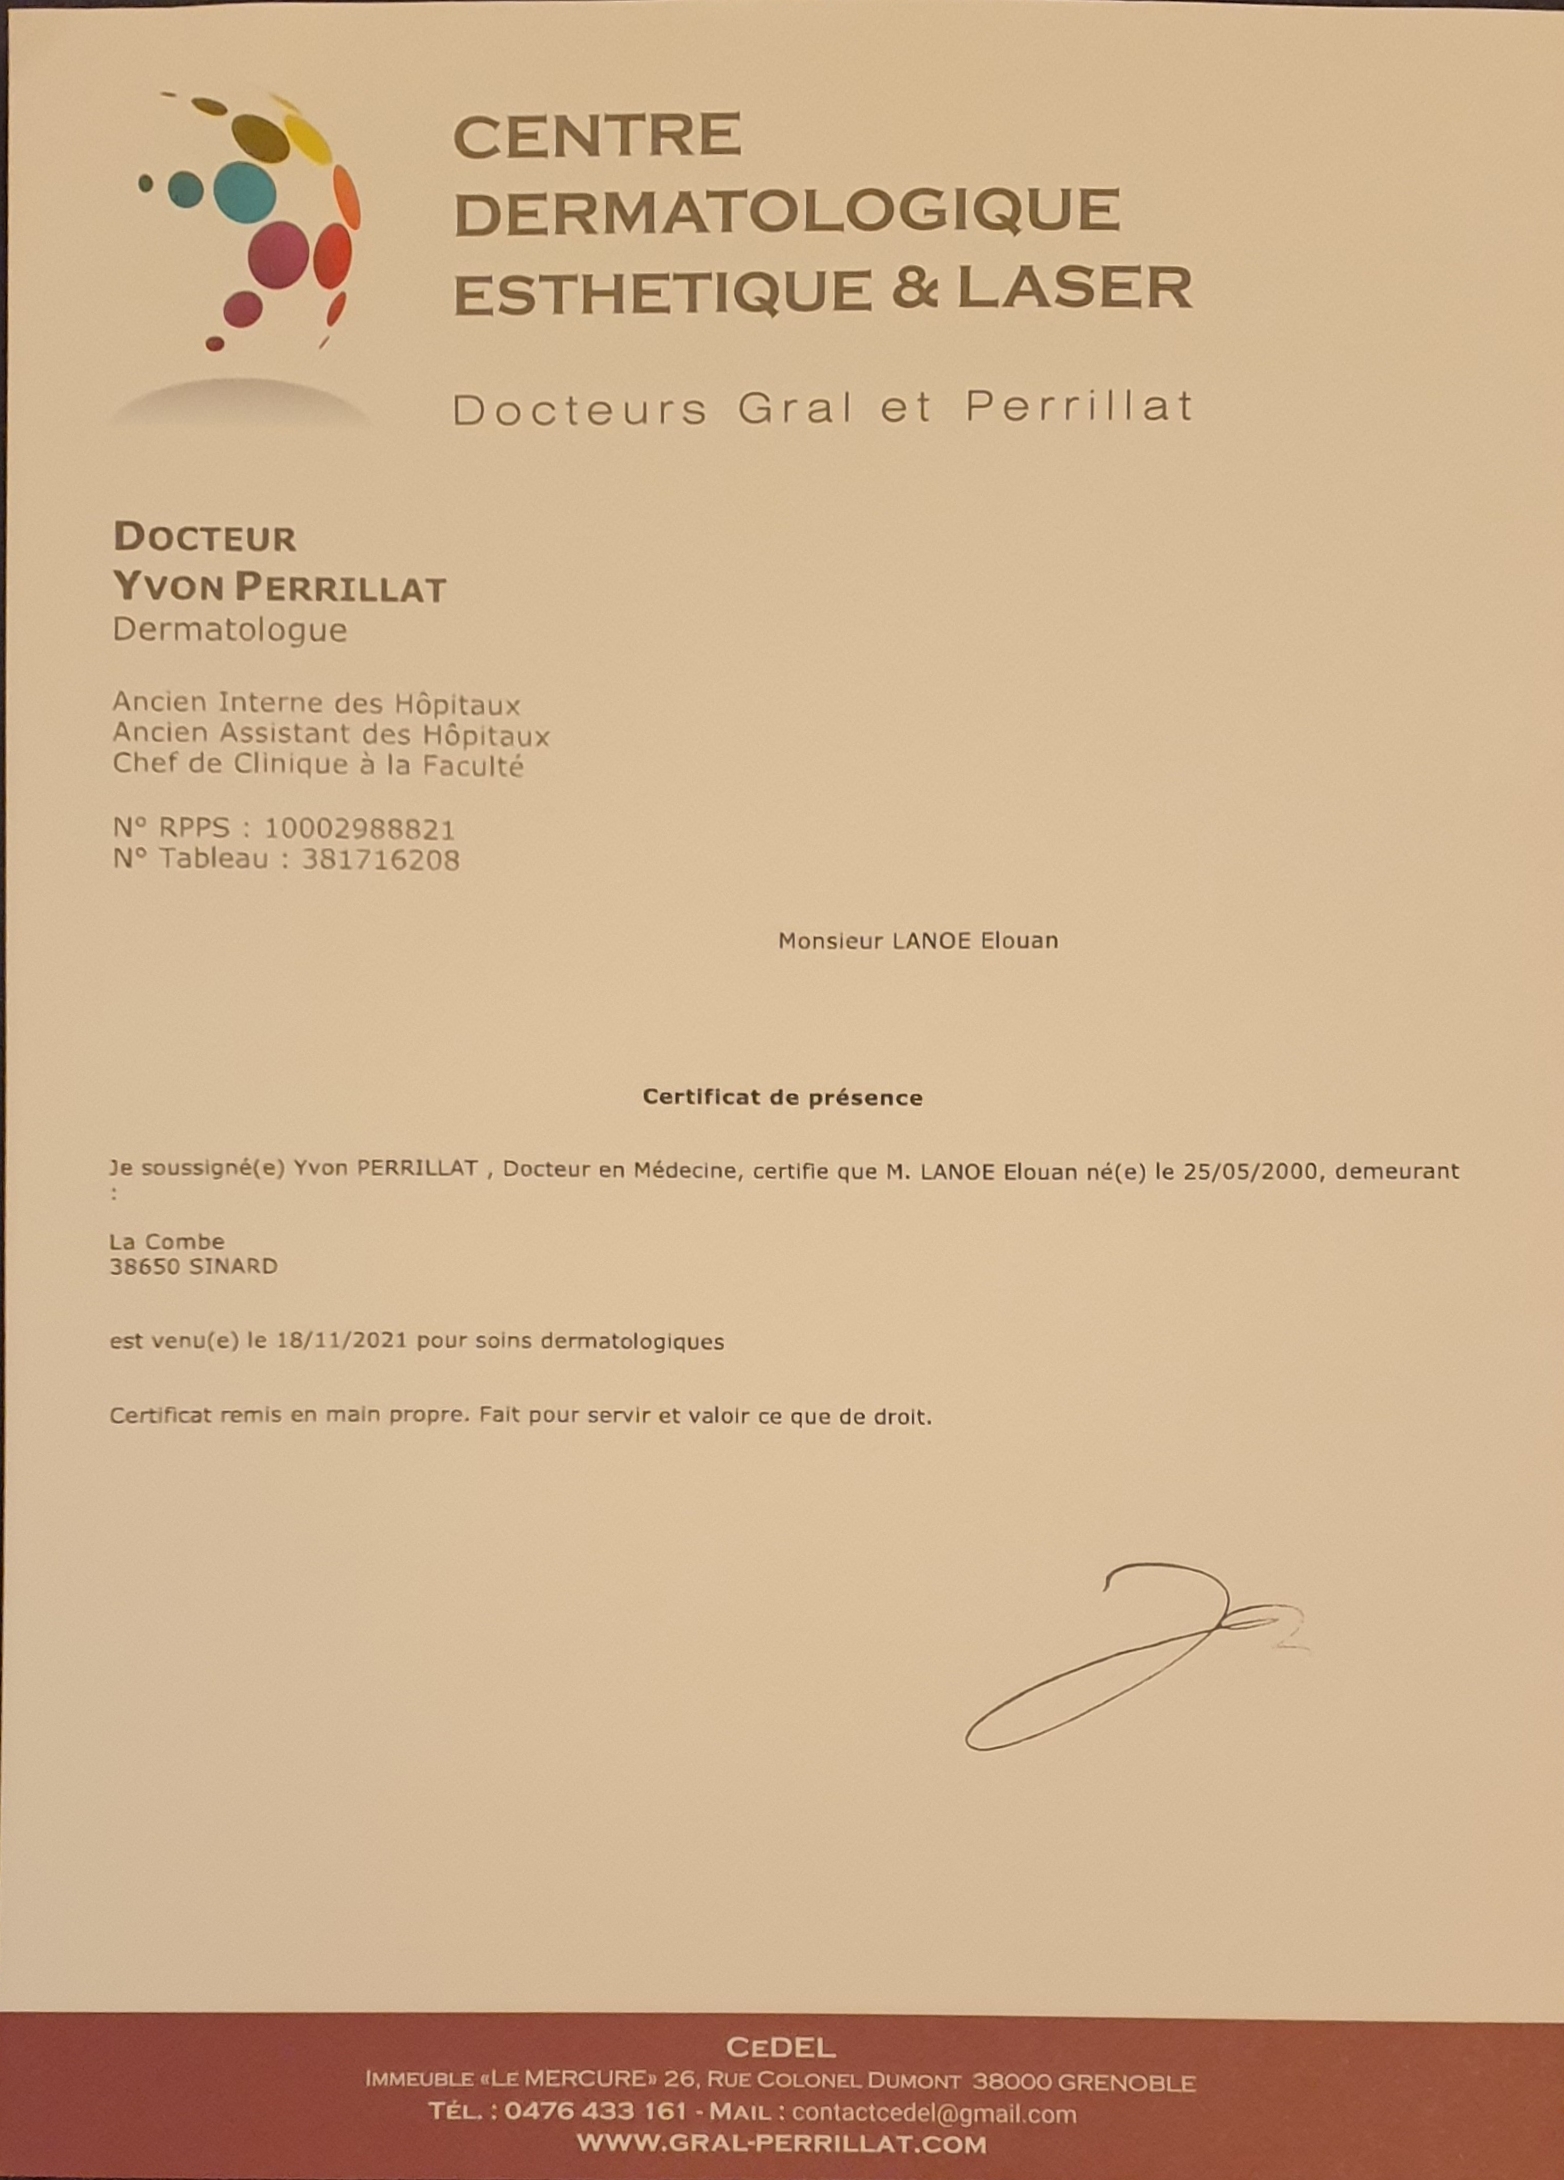 CENTRE
DERMATOLOGIQUE
ESTHETIQUE & LASER
Docteurs Gral et Perrillat
DOCTEUR
YVON PERRILLAT
Dermatologue
Ancien Interne des Hôpitaux
Ancien Assistant des Hôpitaux
Chef de Clinique à la Faculté
N° RPPS : 10002988821
N° Tableau : 381716208
Monsieur LANOE Elouan
Certificat de présence
Je soussigné(e) Yvon PERRILLAT , Docteur en Médecine, certifie que M. LANOE Elouan né(e) le 25/05/2000, demeurant
:
La Combe
38650 SINARD
est venu(e) le 18/11/2021 pour soins dermatologiques
Certificat remis en main propre. Fait pour servir et valoir ce que de droit.
CEDEL
IMMEUBLE «LE MERCURE» 26, RUE COLONEL DUMONT 38000 GRENOBLE
TÉL. : 0476 433 161 - MAIL : contactcedel@gmail.com
WWW.GRAL-PERRILLAT.COM